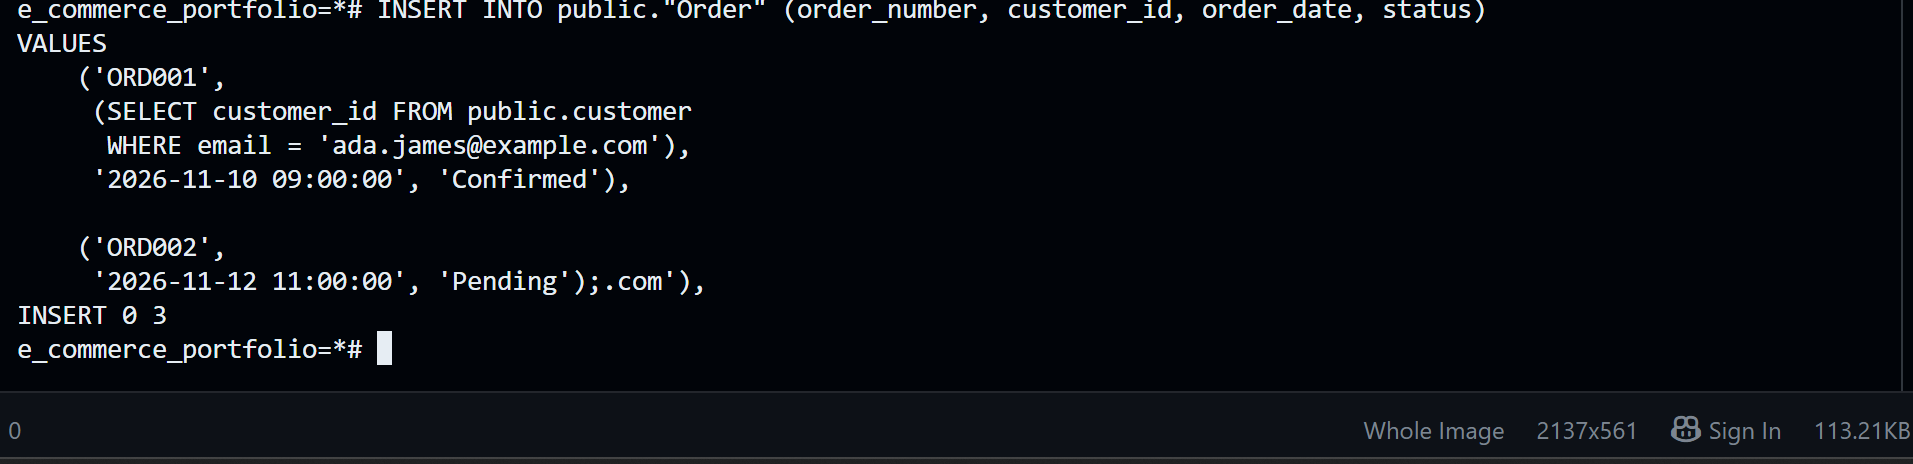 e_commerce_portfolio=*# INSERT INTO public."Order" (order_number, customer_id, order_date, status)
VALUES
    ('ORD001',
     (SELECT customer_id FROM public.customer
      WHERE email = 'ada.james@example.com'),
     '2026-11-10 09:00:00', 'Confirmed'),
    ('ORD002',
     '2026-11-12 11:00:00', 'Pending');.com'),
INSERT 0 3
e_commerce_portfolio=*#
0 Whole Image 2137x561 Sign In 113.21KB